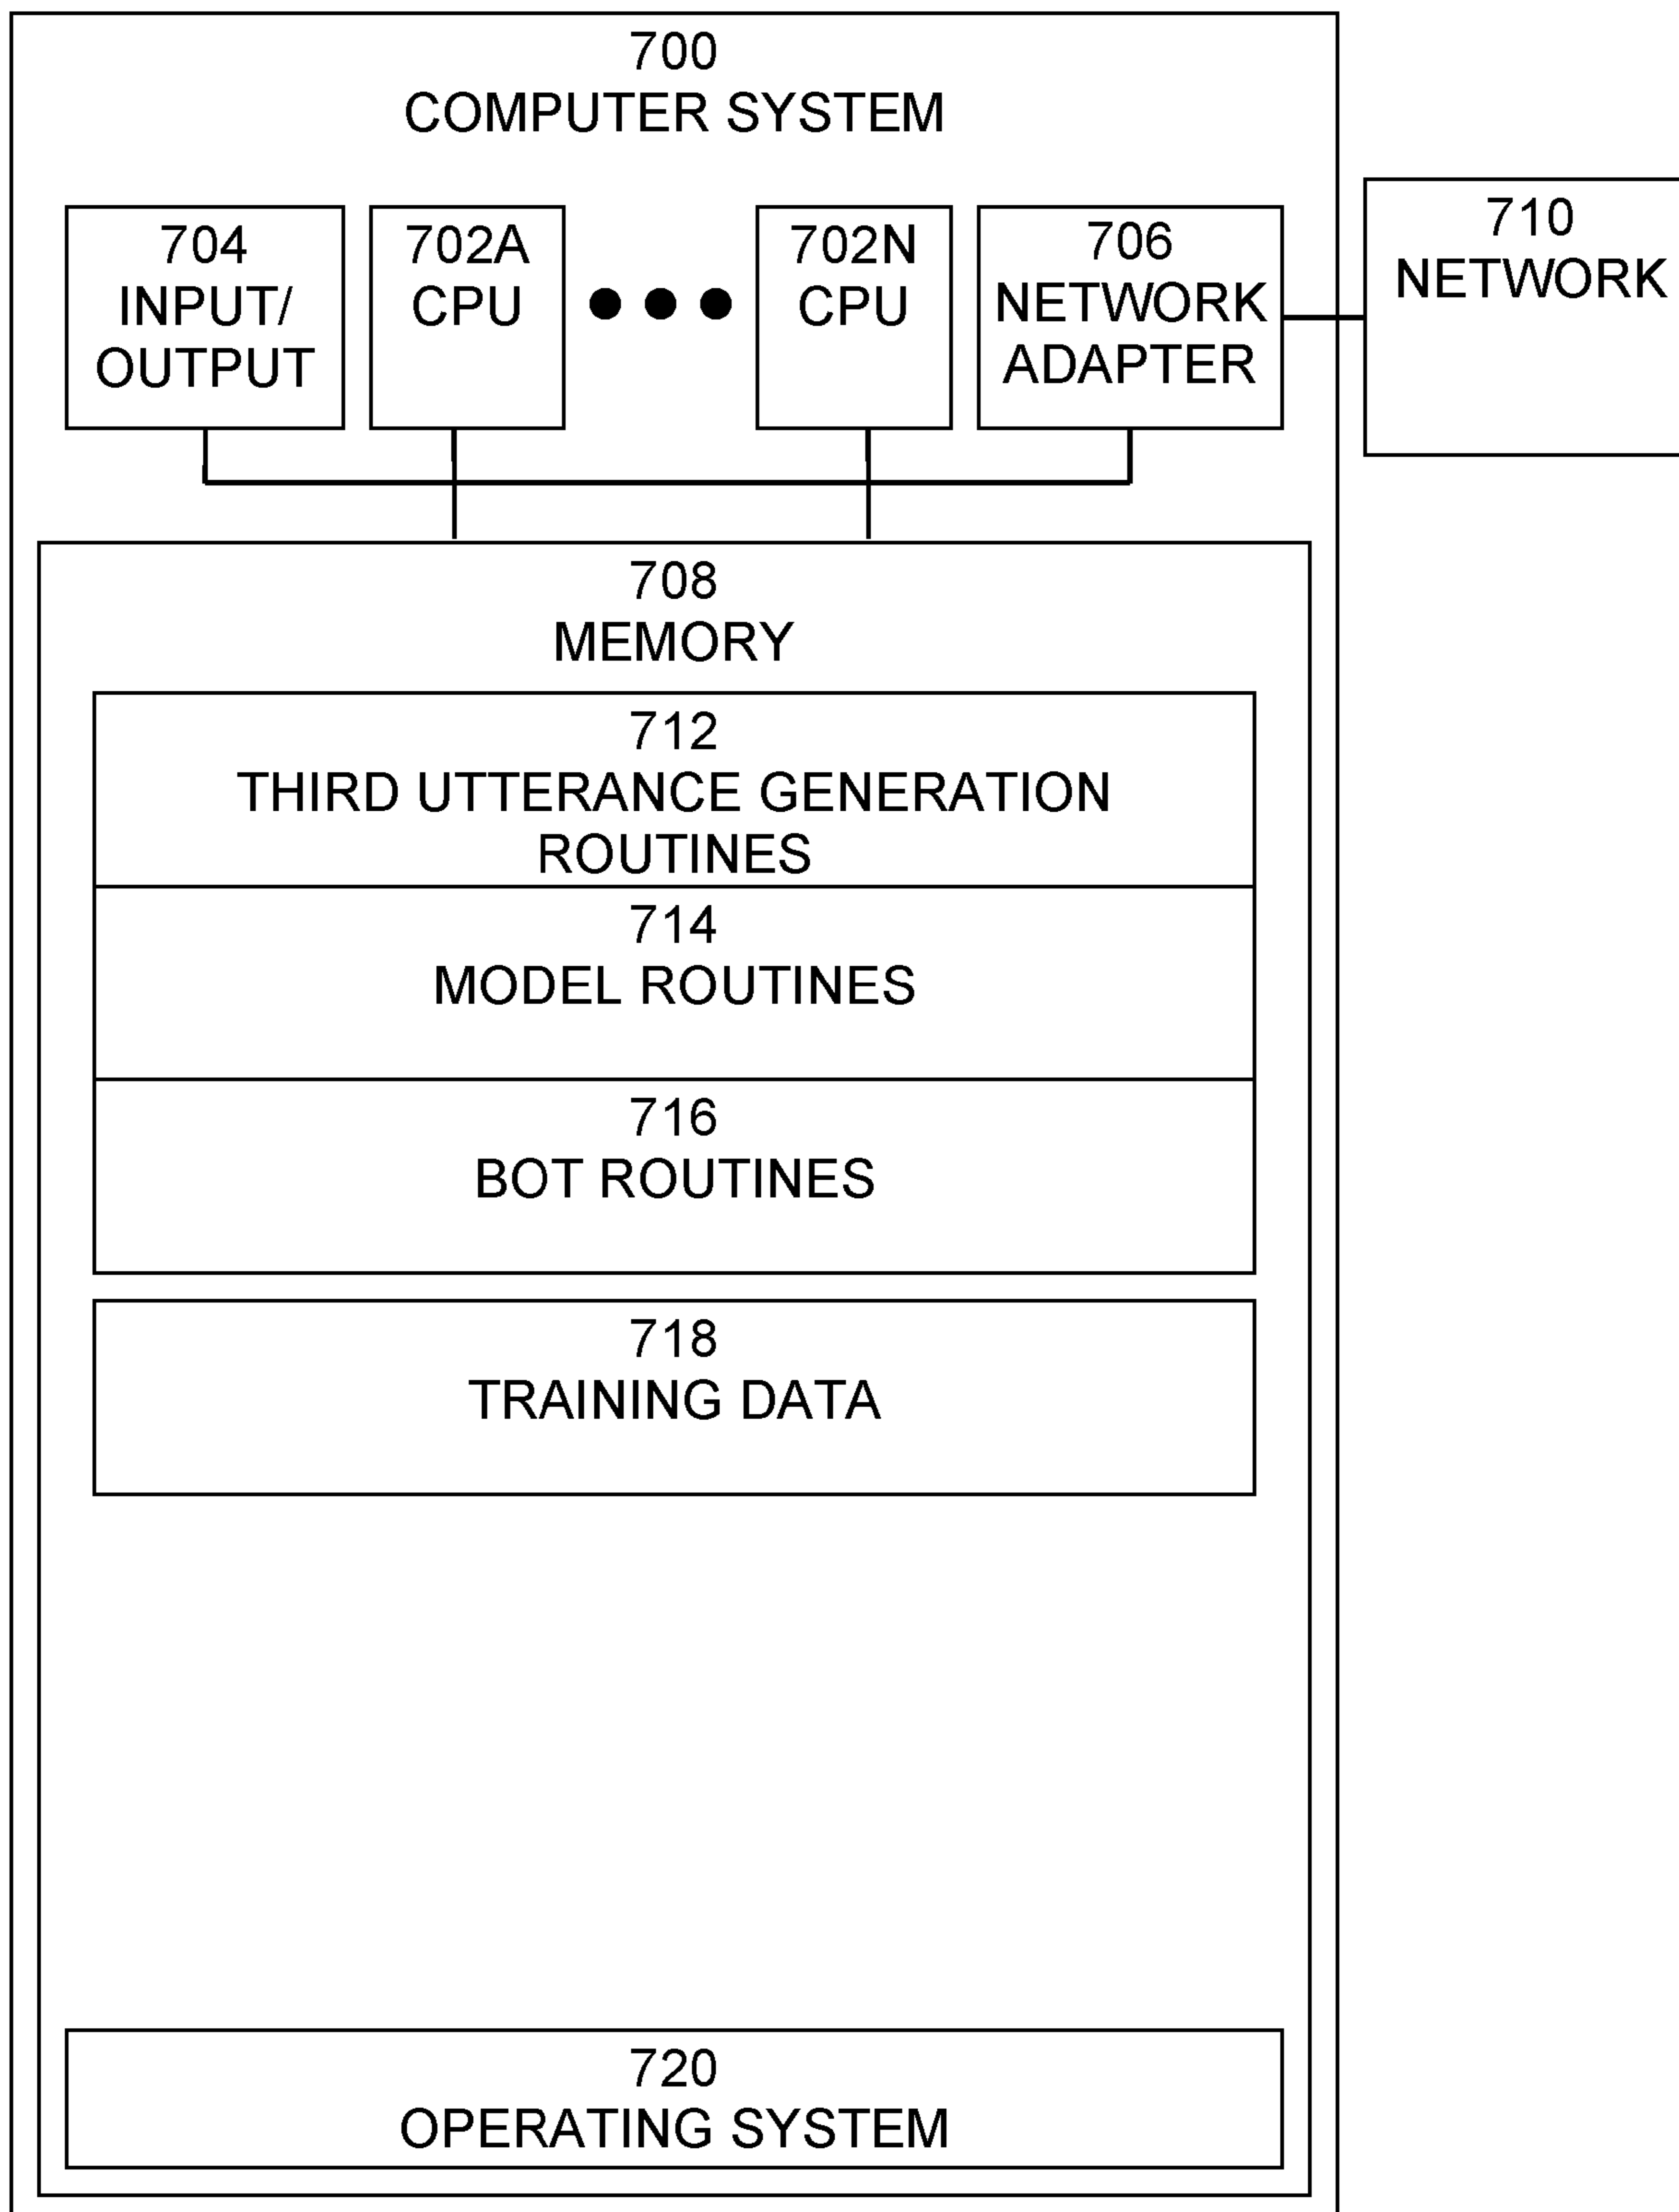 700
COMPUTER SYSTEM
704
INPUT/
OUTPUT
702A
CPU
702N
CPU
706
NETWORK
ADAPTER
710
NETWORK
708
MEMORY
712
THIRD UTTERANCE GENERATION
ROUTINES
714
MODEL ROUTINES
716
BOT ROUTINES
718
TRAINING DATA
720
OPERATING SYSTEM